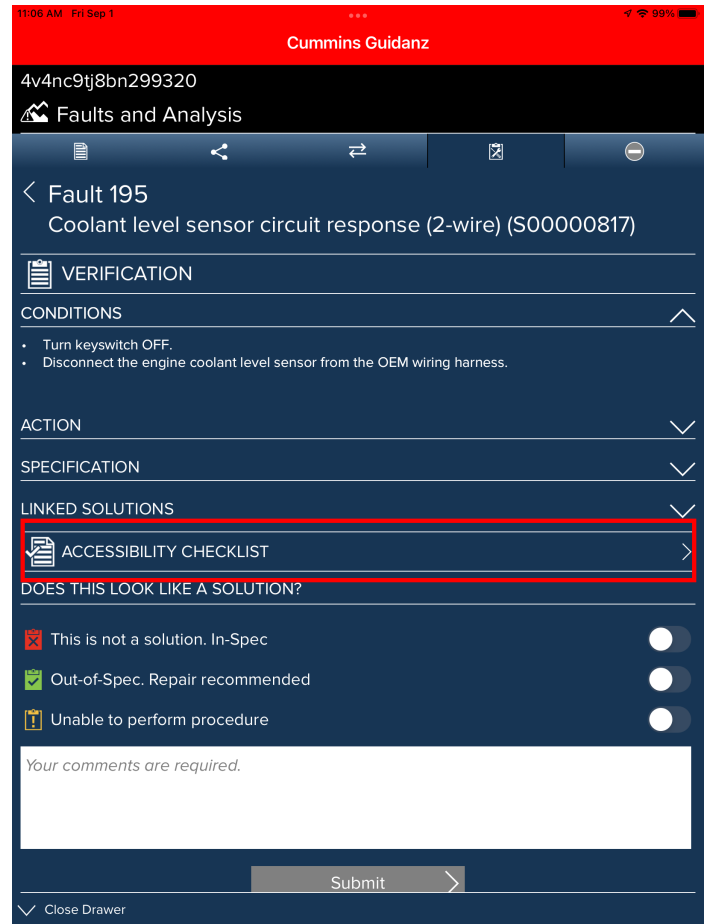 11:06 AM Fri Sep 1
99%
Cummins Guidanz
4v4nc9tj8bn299320
Faults and Analysis
Fault 195
Coolant level sensor circuit response (2-wire) (S00000817)
VERIFICATION
CONDITIONS
• Turn keyswitch OFF.
• Disconnect the engine coolant level sensor from the OEM wiring harness.
ACTION
SPECIFICATION
LINKED SOLUTIONS
ACCESSIBILITY CHECKLIST
DOES THIS LOOK LIKE A SOLUTION?
This is not a solution. In-Spec
Out-of-Spec. Repair recommended
Unable to perform procedure
Your comments are required.
Submit
Close Drawer